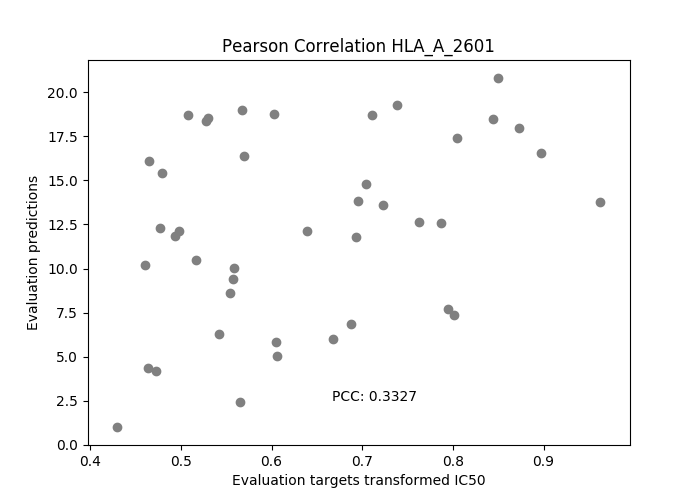 Pearson Correlation HLA_A_2601
20.0
17.5
15.0
12.5
10.0
7.5
5.0
2.5
0.0
Evaluation predictions
PCC: 0.3327
0.4 0.5 0.6 0.7 0.8 0.9
Evaluation targets transformed IC50